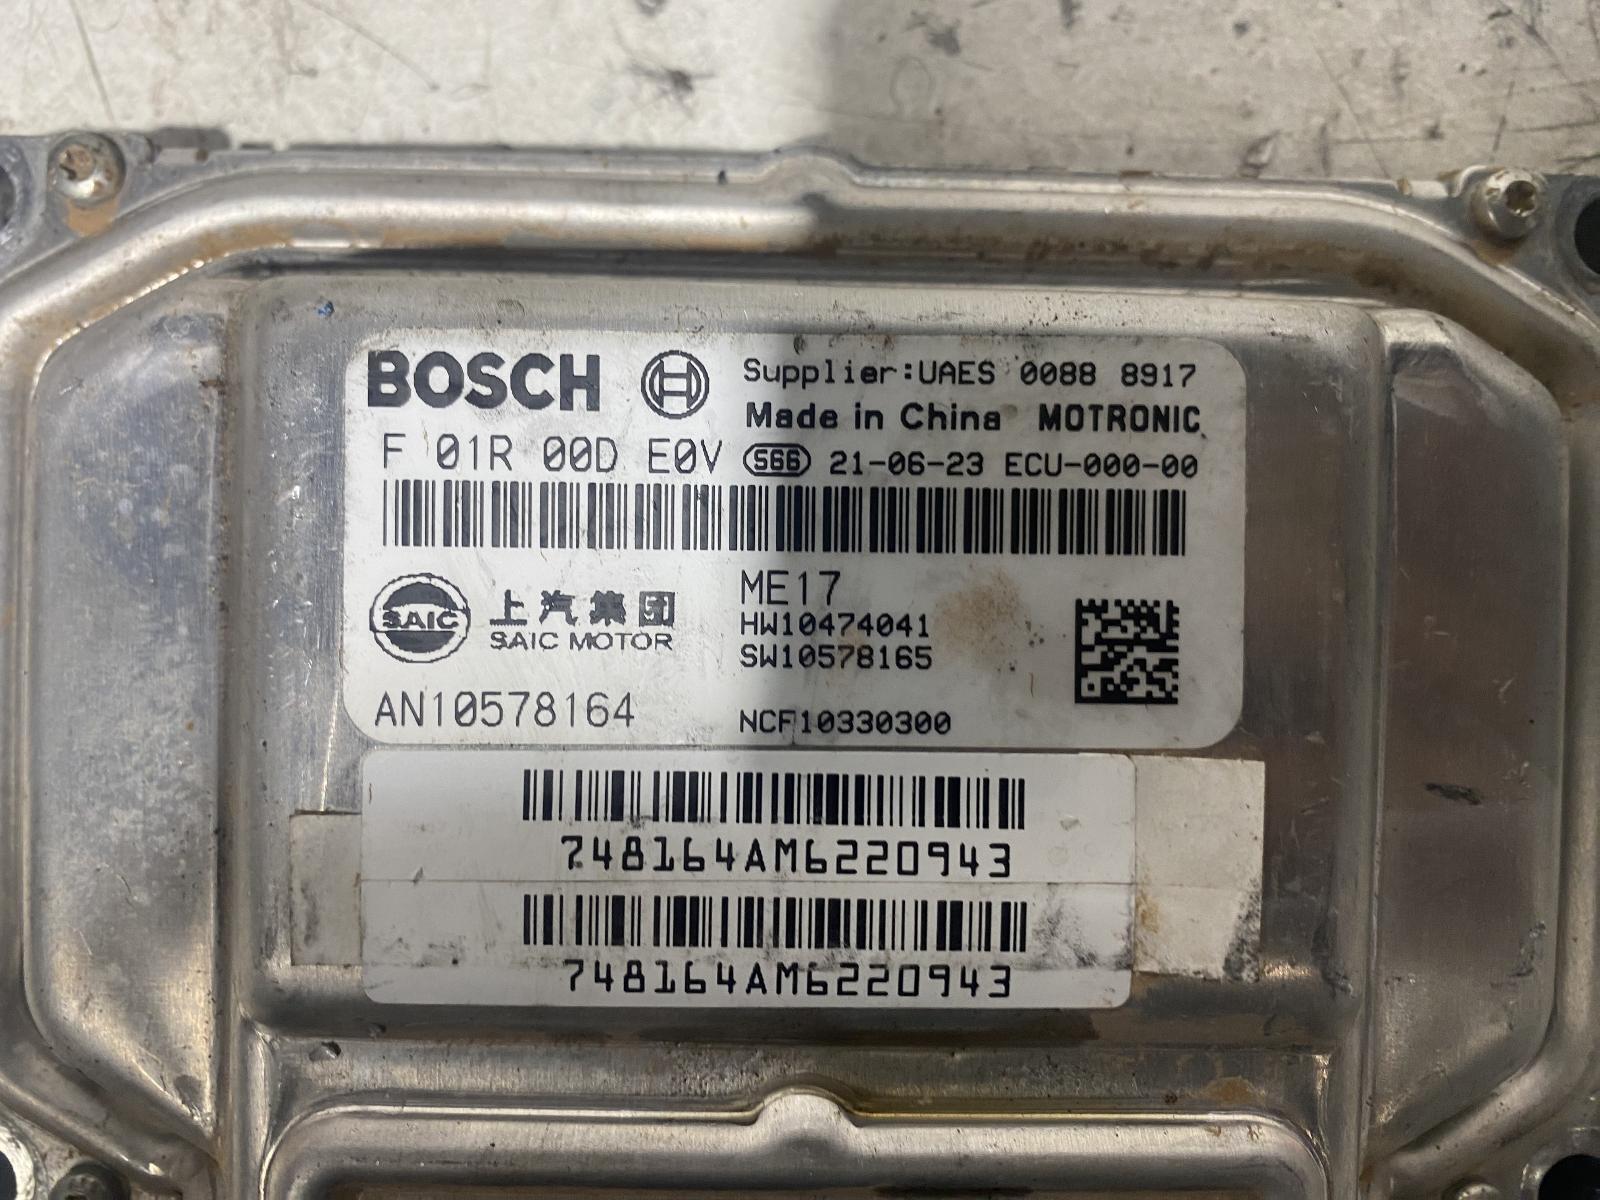 BOSCH
Supplier:UAES 0088 8917
Made in China MOTRONIC
F 01R 00D E0V S66 21-06-23 ECU-000-00
SAIC 上汽集团
SAIC MOTOR
ME17
HW10474041
SW10578165
AN10578164
NCF10330300
748164AM6220943
748164AM6220943